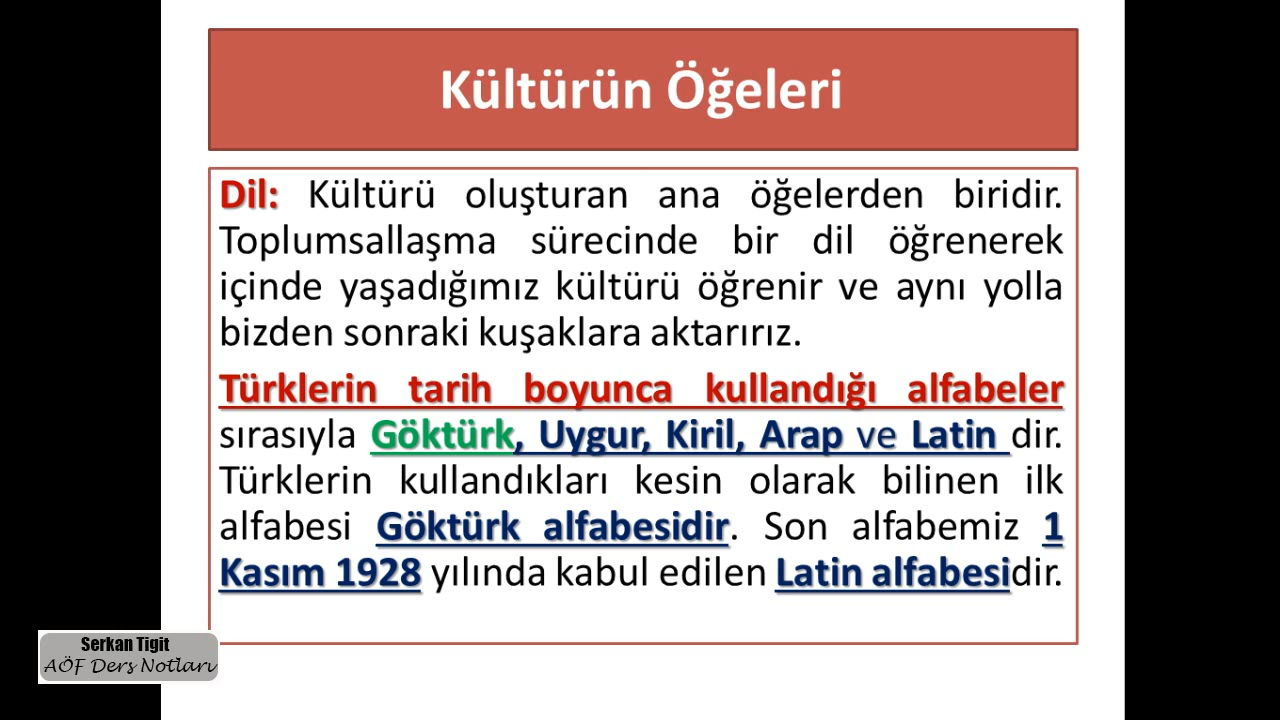 Kültürün Öğeleri
Dil: Kültürü oluşturan ana öğelerden biridir.
Toplumsallaşma sürecinde bir dil öğrenerek
içinde yaşadığımız kültürü öğrenir ve aynı yolla
bizden sonraki kuşaklara aktarırız.
Türklerin tarih boyunca kullandığı alfabeler
sırasıyla Göktürk, Uygur, Kiril, Arap ve Latin dir.
Türklerin kullandıkları kesin olarak bilinen ilk
alfabesi Göktürk alfabesidir. Son alfabemiz 1
Kasım 1928 yılında kabul edilen Latin alfabesidir.
Serkan Tigit
AÖF Ders Notları